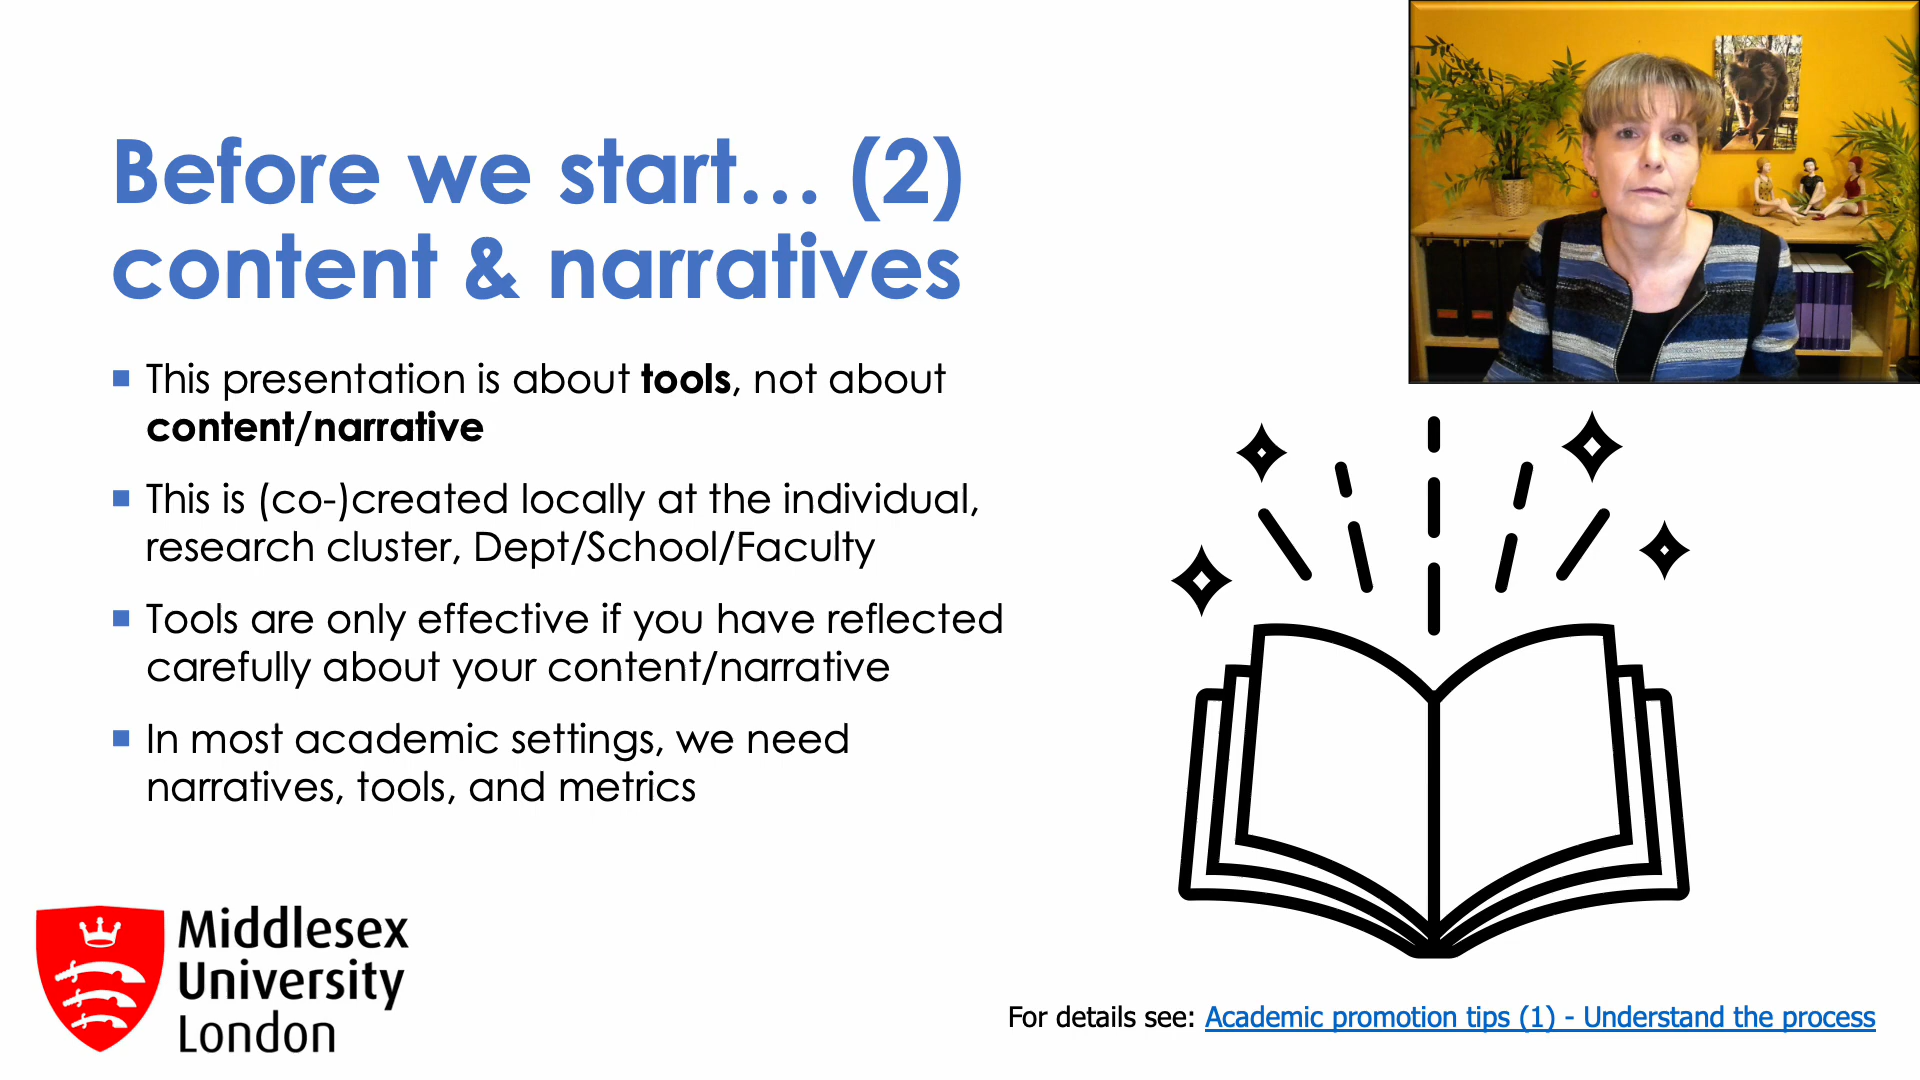 Before we start… (2)
content & narratives
This presentation is about tools, not about
content/narrative
This is (co-)created locally at the individual,
research cluster, Dept/School/Faculty
Tools are only effective if you have reflected
carefully about your content/narrative
In most academic settings, we need
narratives, tools, and metrics
Middlesex
University
London
For details see: Academic promotion tips (1) - Understand the process